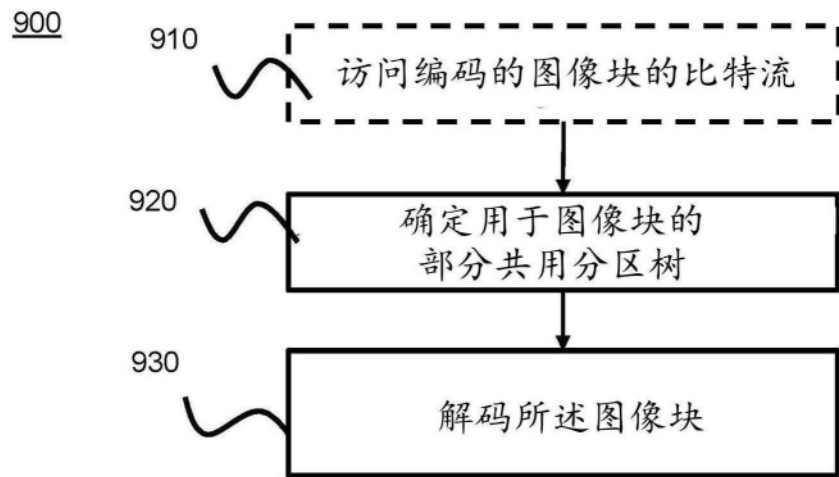 900
910
访问编码的图像块的比特流
920
确定用于图像块的
部分共用分区树
930
解码所述图像块